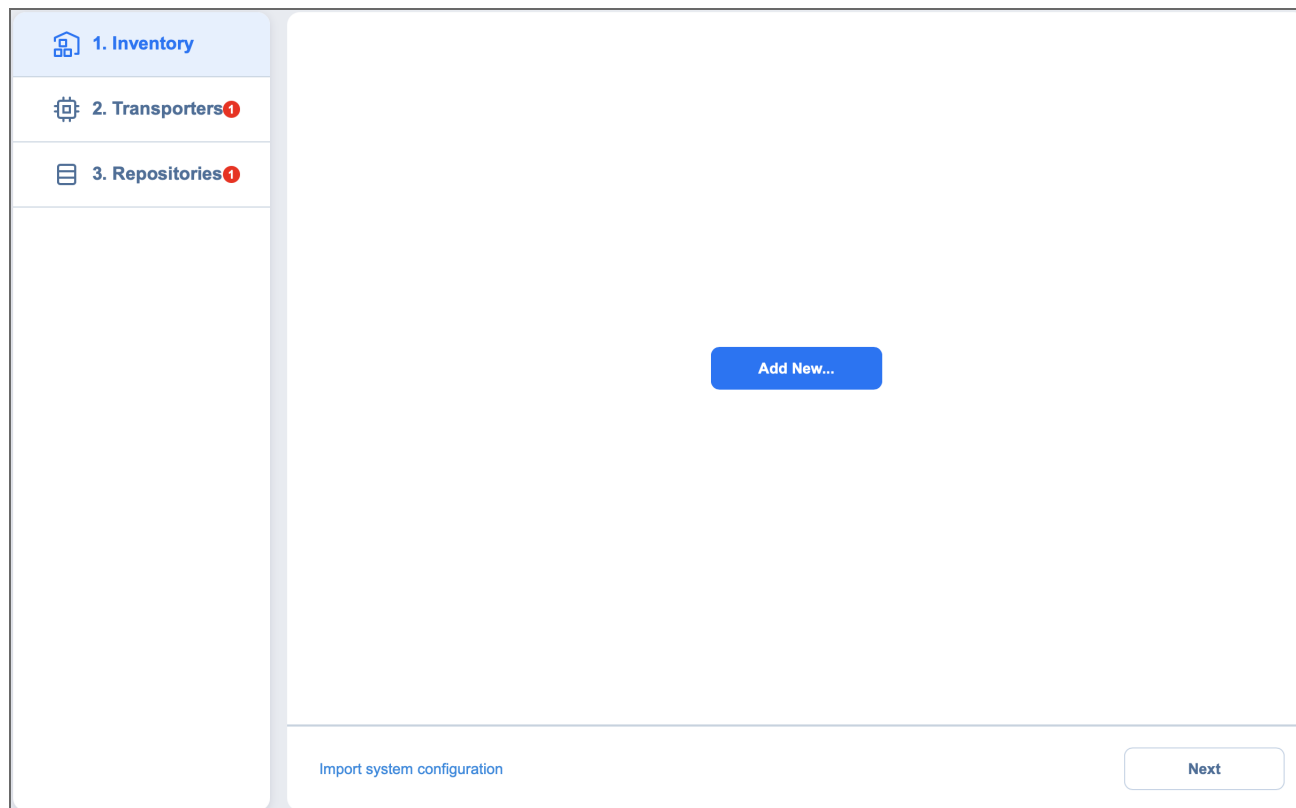 1. Inventory
2. Transporters 1
3. Repositories 1
Add New...
Import system configuration
Next